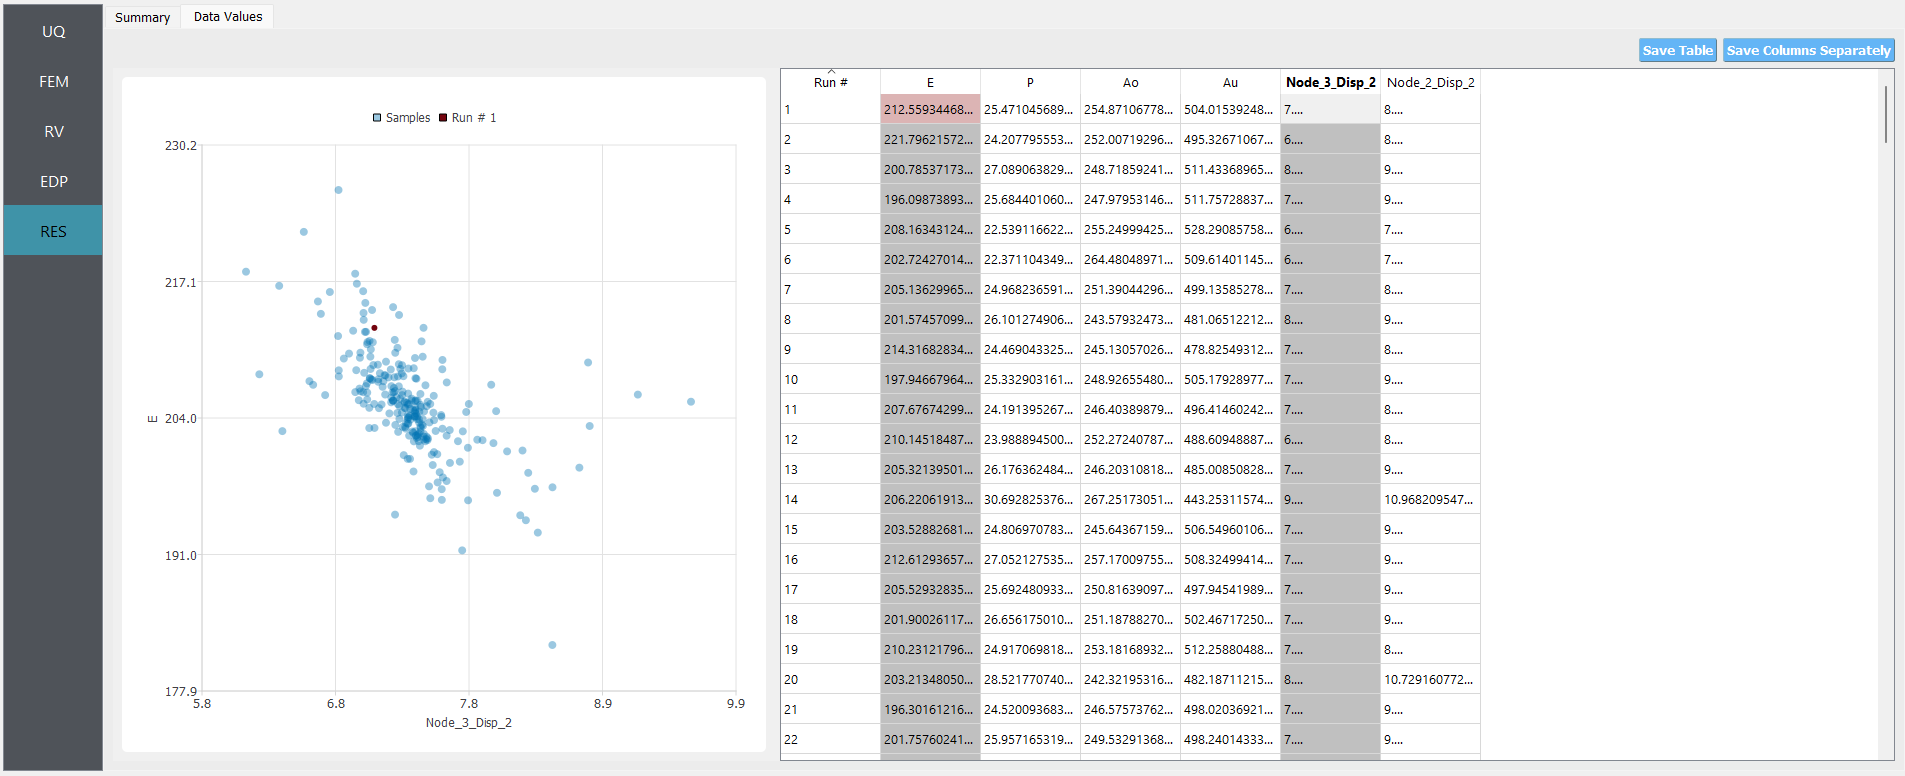 UQ
FEM
RV
EDP
RES
Summary
Data Values
Save Table
Save Columns Separately
Samples
Run # 1
230.2
217.1
204.0
191.0
177.9
E
5.8
6.8
7.8
8.9
9.9
Node_3_Disp_2
Run # E P Ao Au Node_3_Disp_2 Node_2_Disp_2
1 212.55934468... 25.471045689... 254.87106778... 504.01539248... 7.... 8....
2 221.79621572... 24.207795553... 252.00719296... 495.32671067... 6.... 8....
3 200.78537173... 27.089063829... 248.71859241... 511.43368965... 8.... 9....
4 196.09873893... 25.684401060... 247.97953146... 511.75728837... 7.... 9....
5 208.16343124... 22.539116622... 255.24999425... 528.29085758... 6.... 7....
6 202.72427014... 22.371104349... 264.48048971... 509.61401145... 6.... 7....
7 205.13629965... 24.968236591... 251.39044296... 499.13585278... 7.... 8....
8 201.57457099... 26.101274906... 243.57932473... 481.06512212... 8.... 9....
9 214.31682834... 24.469043325... 245.13057026... 478.82549312... 7.... 8....
10 197.94667964... 25.332903161... 248.92655480... 505.17928977... 7.... 9....
11 207.67674299... 24.191395267... 246.40389879... 496.41460242... 7.... 8....
12 210.14518487... 23.988894500... 252.27240787... 488.60948887... 6.... 8....
13 205.32139501... 26.176362484... 246.20310818... 485.00850828... 7.... 9....
14 206.22061913... 30.692825376... 267.25173051... 443.25311574... 9.... 10.968209547...
15 203.52882681... 24.806970783... 245.64367159... 506.54960106... 7.... 9....
16 212.61293657... 27.052127535... 257.17009755... 508.32499414... 7.... 9....
17 205.52932835... 25.692480933... 250.81639097... 497.94541989... 7.... 9....
18 201.90026117... 26.656175010... 251.18788270... 502.46717250... 7.... 9....
19 210.23121796... 24.917069818... 253.18168932... 512.25880488... 7.... 8....
20 203.21348050... 28.521770740... 242.32195316... 482.18711215... 8.... 10.729160772...
21 196.30161216... 24.520093683... 246.57573762... 498.02036921... 7.... 9....
22 201.75760241... 25.957165319... 249.53291368... 498.24014333... 7.... 9....